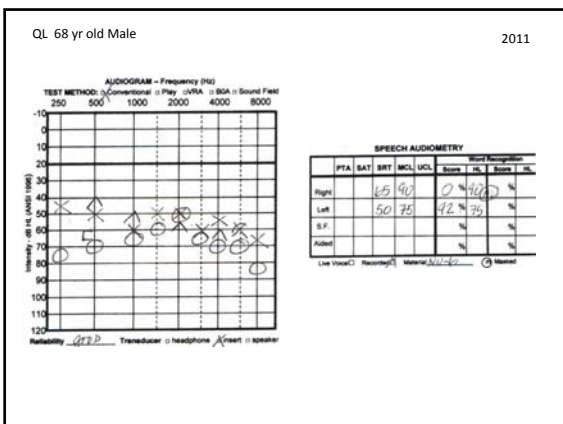 QL 68 yr old Male
2011
AUDIOGRAM – Frequency (Hz)
TEST METHOD: Conventional Play VRA BOA Sound Field
250 500 1000 2000 4000 8000
-10
0
10
20
30
40
50
60
70
80
90
100
110
120
Intensity - dB HL (ANSI 1996)
Reliability GOOD Transducer headphone insert speaker
SPEECH AUDIOMETRY
Word Recognition
PTA SAT SRT MCL UCL Score HL Score HL
Right 65 90 0 % 90 %
Left 50 75 92 % 75 %
S.F. % %
Aided % %
Live Voice Recorded Material NU-6 Masked